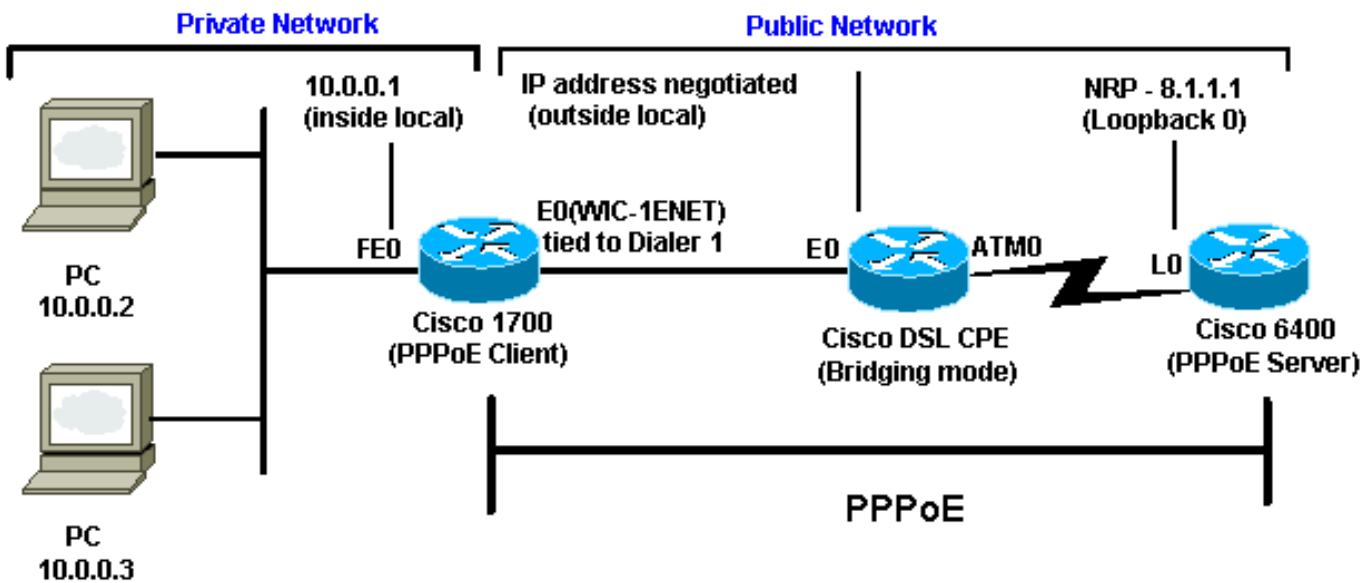 Private Network
Public Network
10.0.0.1
(inside local)
IP address negotiated
(outside local)
NRP - 8.1.1.1
(Loopback 0)
PC
10.0.0.2
FE0
E0(WIC-1ENET)
tied to Dialer 1
E0
ATM0
L0
Cisco 1700
(PPPoE Client)
Cisco DSL CPE
(Bridging mode)
Cisco 6400
(PPPoE Server)
PPPoE
PC
10.0.0.3